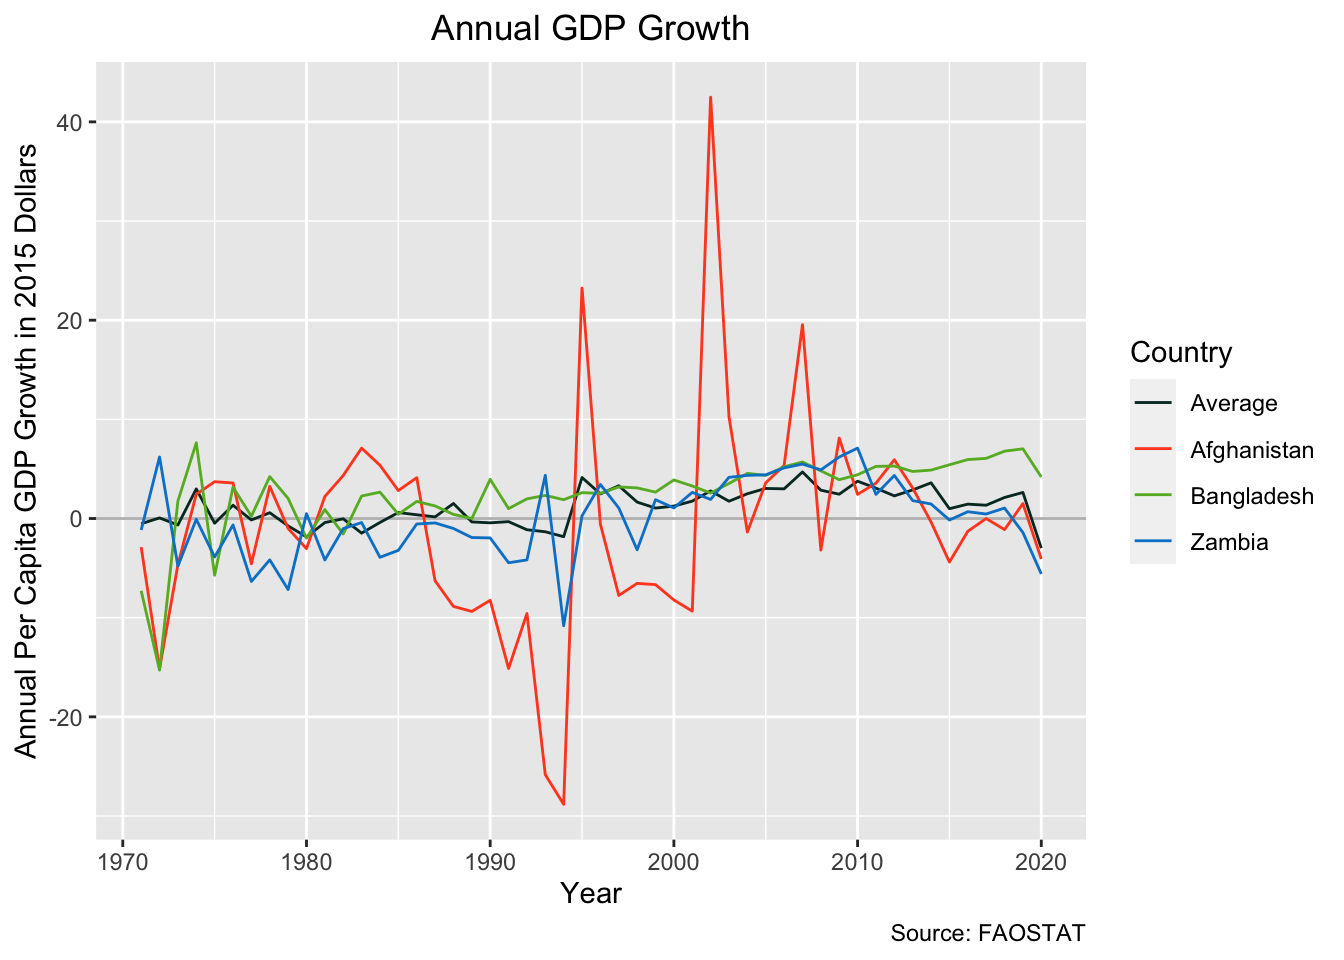 Annual GDP Growth
Annual Per Capita GDP Growth in 2015 Dollars
40
20
0
-20
1970 1980 1990 2000 2010 2020
Year
Country
Average
Afghanistan
Bangladesh
Zambia
Source: FAOSTAT